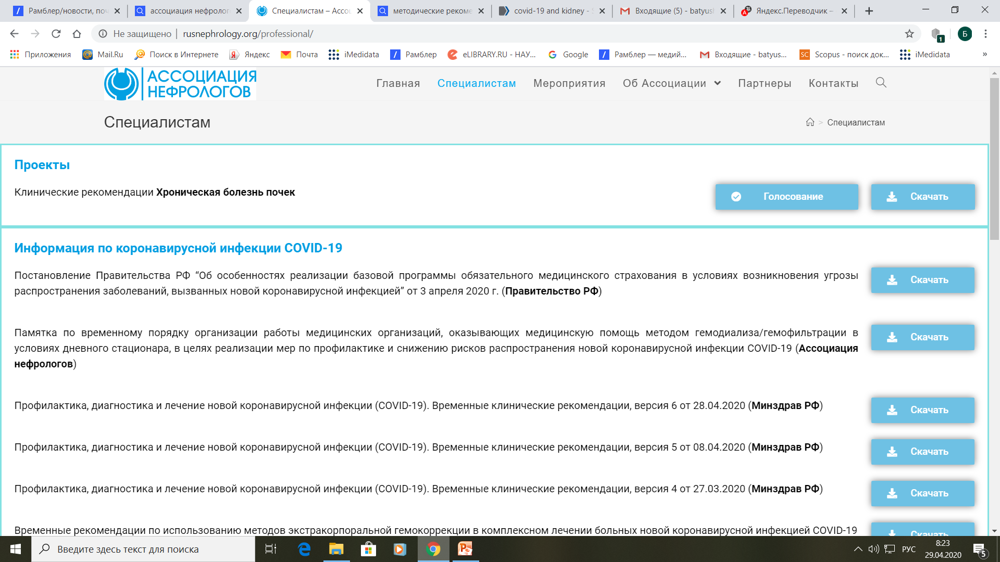 Рамблер/новости, поч
ассоциация нефролог
Специалистам – Ассо
методические рекоме
covid-19 and kidney - S
Входящие (5) - batyus
Яндекс.Переводчик –
Не защищено | rusnephrology.org/professional/
Б
1
Приложения
Mail.Ru
Поиск в Интернете
Яндекс
Почта
iMedidata
Рамблер
eLIBRARY.RU - НАУ...
Google
Рамблер — медий...
Входящие - batyus...
SC Scopus - поиск док...
iMedidata
»
АССОЦИАЦИЯ
НЕФРОЛОГОВ
Главная
Специалистам
Мероприятия
Об Ассоциации
Партнеры
Контакты
Специалистам
> Специалистам
Проекты
Клинические рекомендации Хроническая болезнь почек
Голосование
Скачать
Информация по коронавирусной инфекции COVID-19
Постановление Правительства РФ “Об особенностях реализации базовой программы обязательного медицинского страхования в условиях возникновения угрозы
распространения заболеваний, вызванных новой коронавирусной инфекцией” от 3 апреля 2020 г. (Правительство РФ)
Скачать
Памятка по временному порядку организации работы медицинских организаций, оказывающих медицинскую помощь методом гемодиализа/гемофильтрации в
условиях дневного стационара, в целях реализации мер по профилактике и снижению рисков распространения новой коронавирусной инфекции COVID-19 (Ассоциация
нефрологов)
Скачать
Профилактика, диагностика и лечение новой коронавирусной инфекции (COVID-19). Временные клинические рекомендации, версия 6 от 28.04.2020 (Минздрав РФ)
Скачать
Профилактика, диагностика и лечение новой коронавирусной инфекции (COVID-19). Временные клинические рекомендации, версия 5 от 08.04.2020 (Минздрав РФ)
Скачать
Профилактика, диагностика и лечение новой коронавирусной инфекции (COVID-19). Временные клинические рекомендации, версия 4 от 27.03.2020 (Минздрав РФ)
Скачать
Временные рекомендации по использованию методов экстракорпоральной гемокоррекции в комплексном лечении больных новой коронавирусной инфекцией COVID-19
Скачать
Введите здесь текст для поиска
РУС
8:23
29.04.2020
5